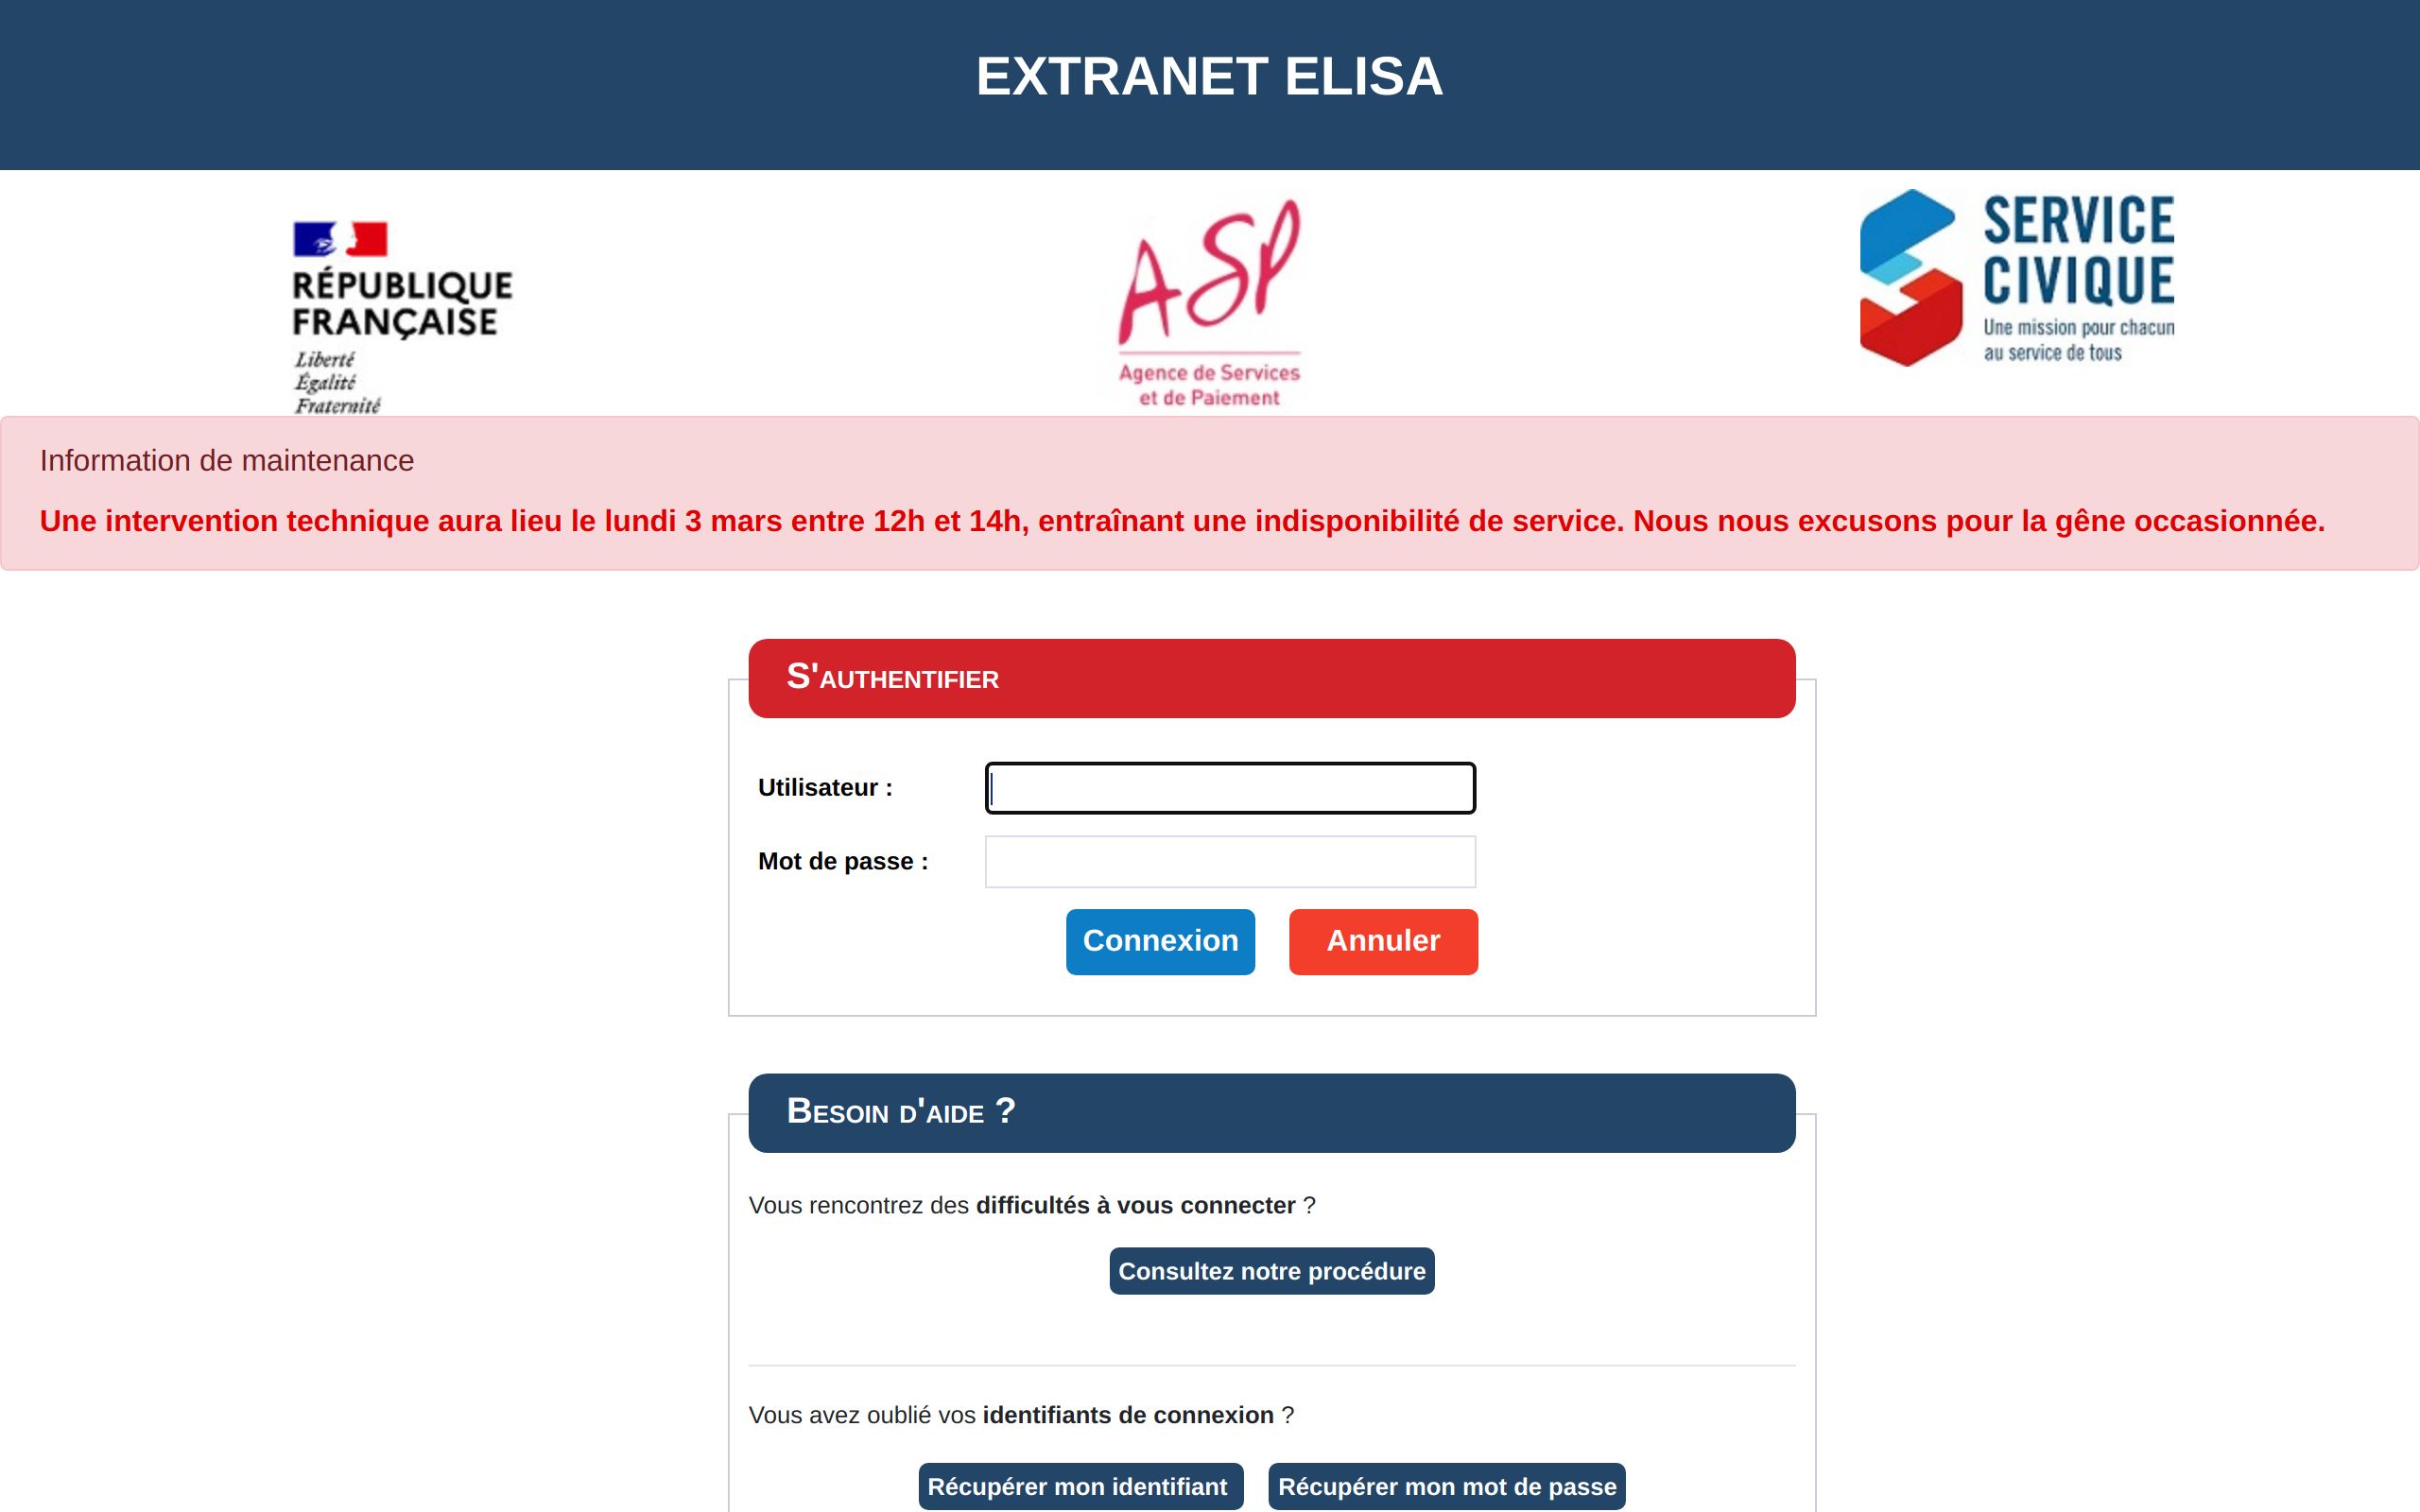 EXTRANET ELISA
RÉPUBLIQUE
FRANÇAISE
Liberté
Égalité
Fraternité
ASP
Agence de Services
et de Paiement
SERVICE
CIVIQUE
Une mission pour chacun
au service de tous
Information de maintenance
Une intervention technique aura lieu le lundi 3 mars entre 12h et 14h, entraînant une indisponibilité de service. Nous nous excusons pour la gêne occasionnée.
S'authentifier
Utilisateur :
Mot de passe :
Connexion Annuler
Besoin d'aide ?
Vous rencontrez des difficultés à vous connecter ?
Consultez notre procédure
Vous avez oublié vos identifiants de connexion ?
Récupérer mon identifiant Récupérer mon mot de passe